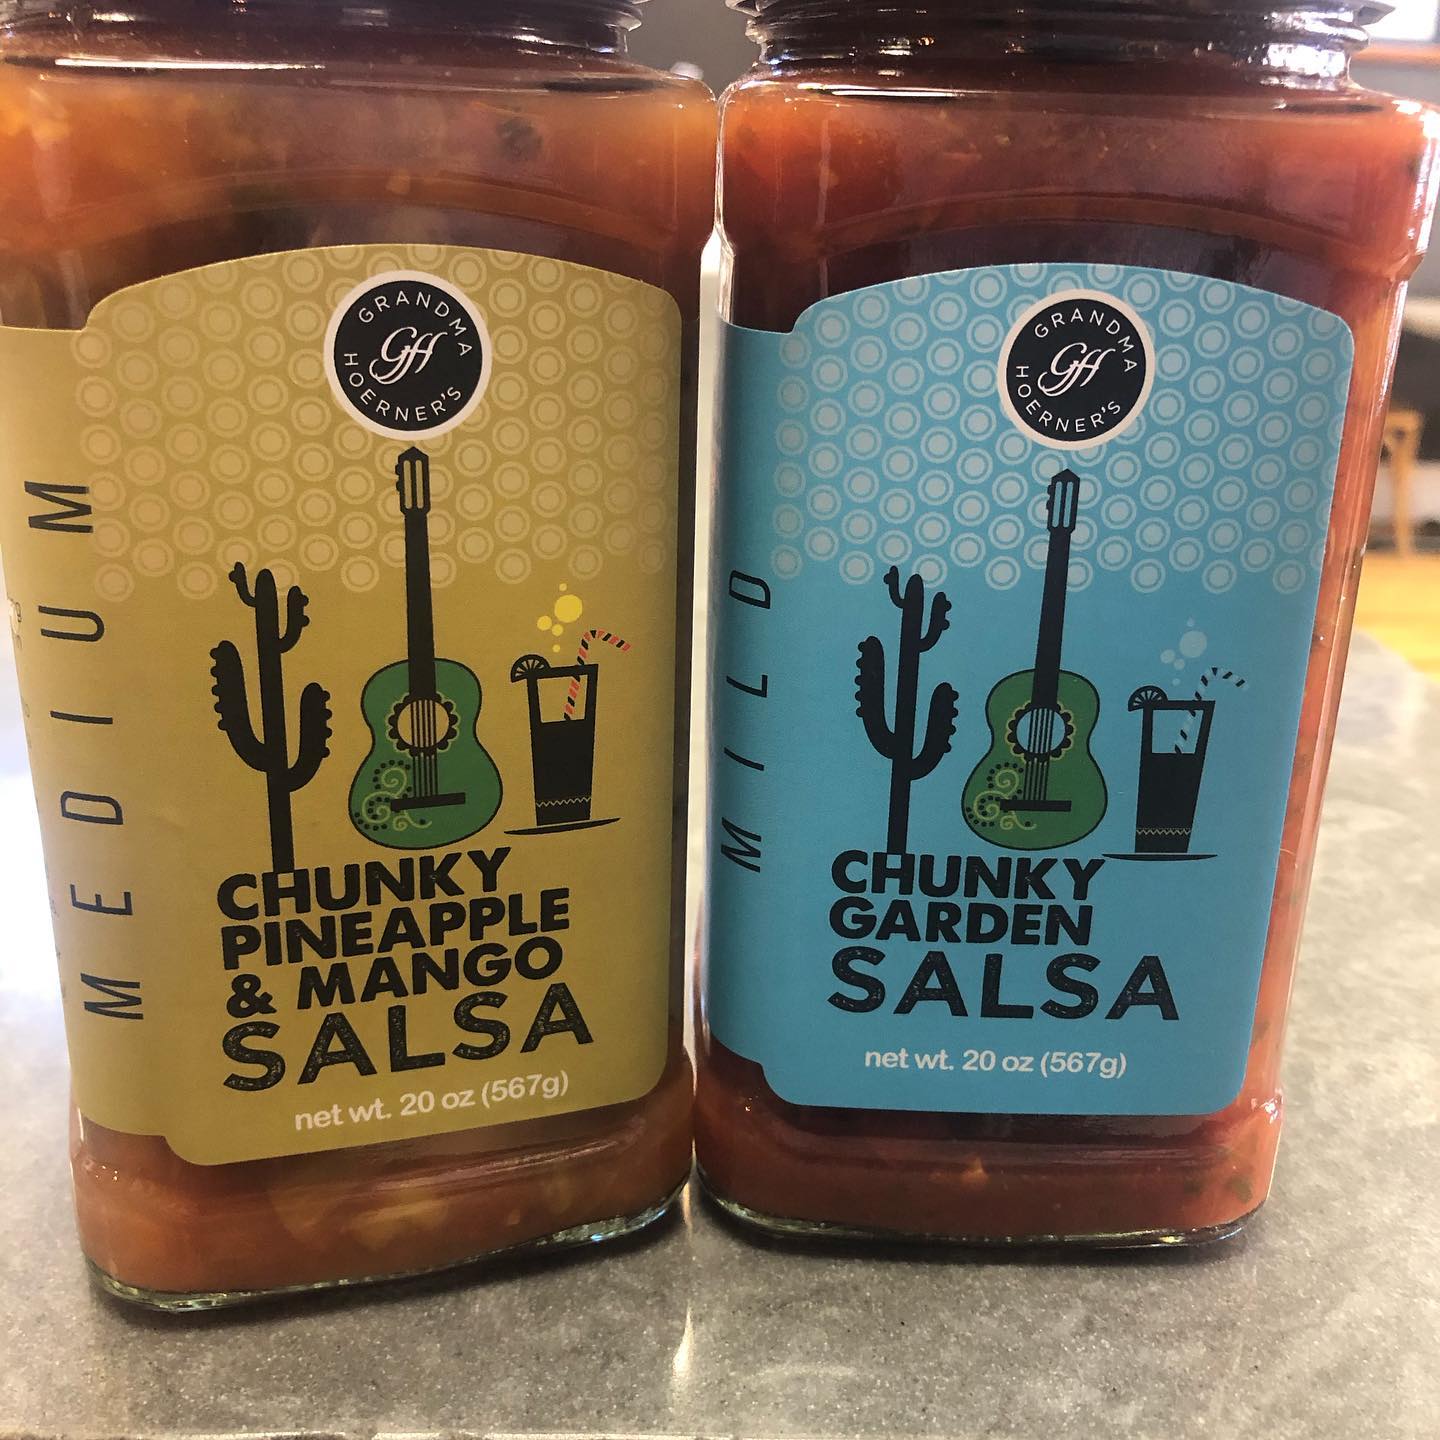 GRANDMA
GH
HOERNER'S
MEDIUM
CHUNKY
PINEAPPLE
& MANGO
SALSA
net wt. 20 oz (567g)
GRANDMA
GH
HOERNER'S
MILD
CHUNKY
GARDEN
SALSA
net wt. 20 oz (567g)